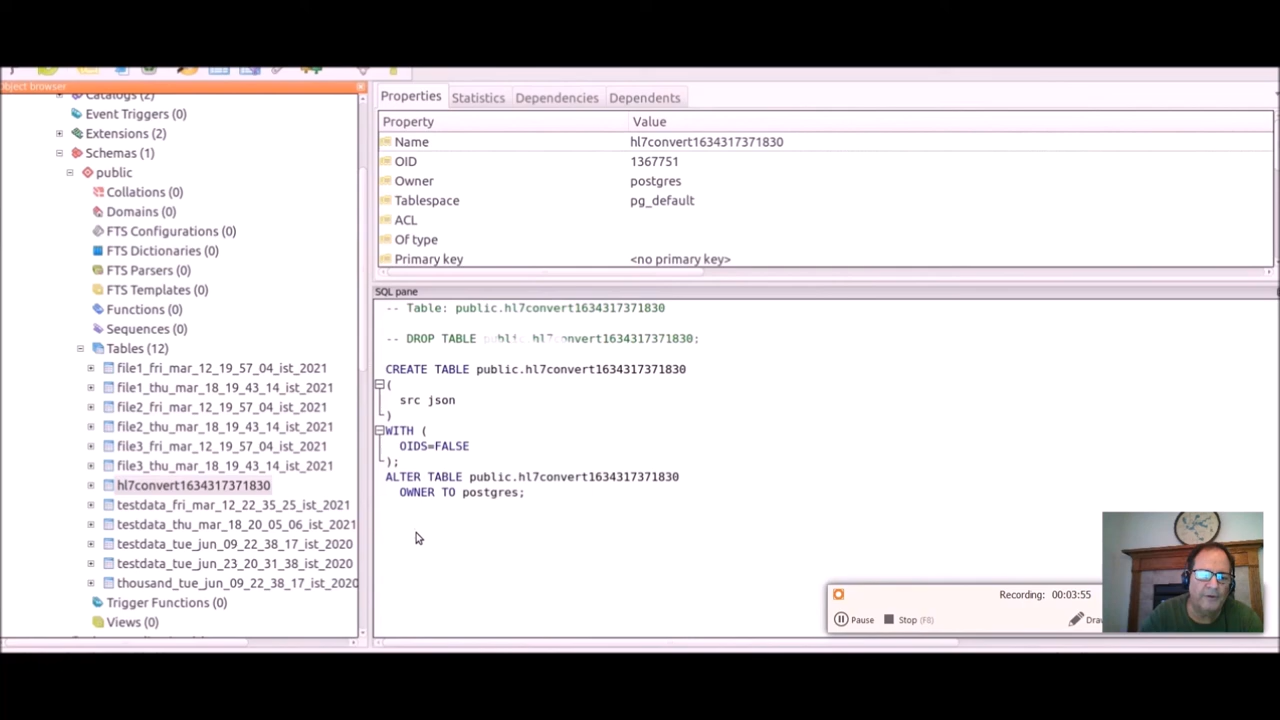 Object browser
Catalogs (2)
Event Triggers (0)
Extensions (2)
Schemas (1)
public
Collations (0)
Domains (0)
FTS Configurations (0)
FTS Dictionaries (0)
FTS Parsers (0)
FTS Templates (0)
Functions (0)
Sequences (0)
Tables (12)
file1_fri_mar_12_19_57_04_ist_2021
file1_thu_mar_18_19_43_14_ist_2021
file2_fri_mar_12_19_57_04_ist_2021
file2_thu_mar_18_19_43_14_ist_2021
file3_fri_mar_12_19_57_04_ist_2021
file3_thu_mar_18_19_43_14_ist_2021
hl7convert1634317371830
testdata_fri_mar_12_22_35_25_ist_2021
testdata_thu_mar_18_20_05_06_ist_2021
testdata_tue_jun_09_22_38_17_ist_2020
testdata_tue_jun_23_20_31_38_ist_2020
thousand_tue_jun_09_22_38_17_ist_2020
Trigger Functions (0)
Views (0)
Properties Statistics Dependencies Dependents
Property Value
Name hl7convert1634317371830
OID 1367751
Owner postgres
Tablespace pg_default
ACL
Of type
Primary key <no primary key>
SQL pane
-- Table: public.hl7convert1634317371830
-- DROP TABLE public.hl7convert1634317371830;
CREATE TABLE public.hl7convert1634317371830
(
src json
)
WITH (
OIDS=FALSE
);
ALTER TABLE public.hl7convert1634317371830
OWNER TO postgres;
Recording: 00:03:55
Pause Stop (F8)